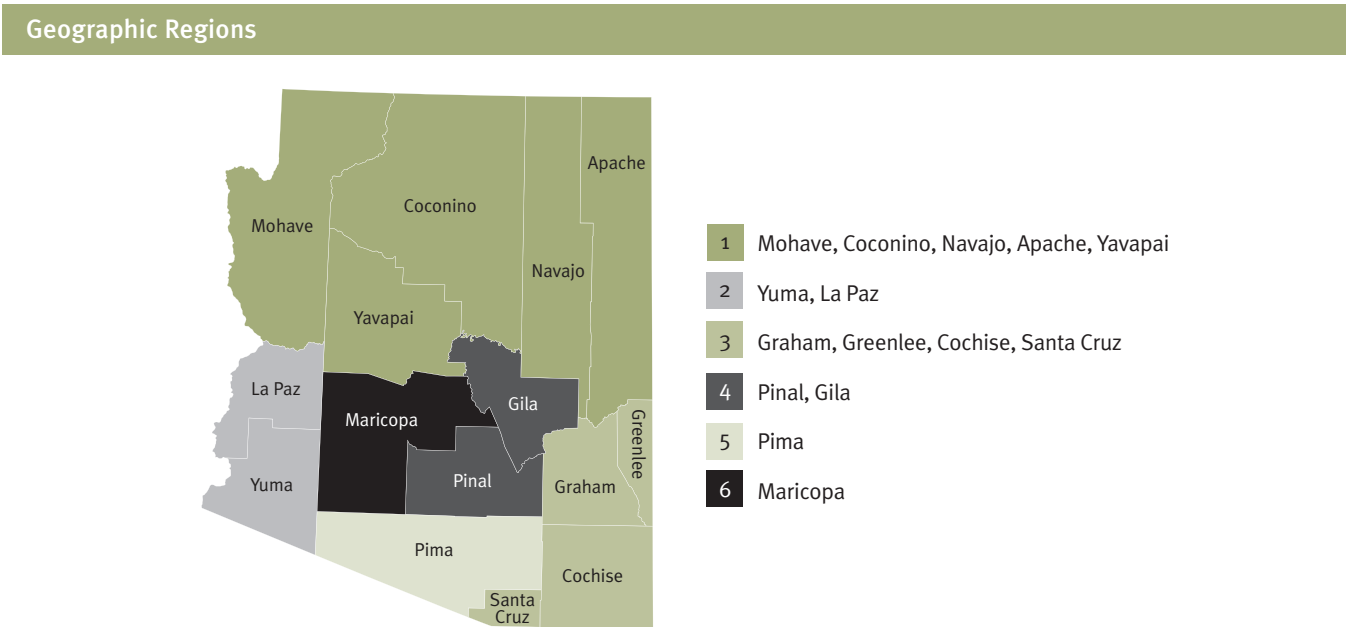 Geographic Regions
Apache
Coconino
Mohave
Navajo
Yavapai
La Paz
Gila
Maricopa
Greenlee
Yuma
Pinal
Graham
Pima
Cochise
Santa
Cruz
1 Mohave, Coconino, Navajo, Apache, Yavapai
2 Yuma, La Paz
3 Graham, Greenlee, Cochise, Santa Cruz
4 Pinal, Gila
5 Pima
6 Maricopa